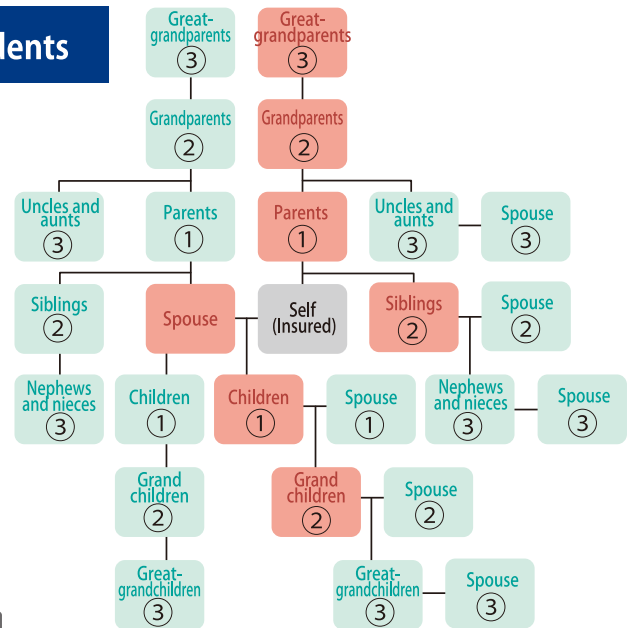 dents
Great-
grandparents
③
Great-
grandparents
③
Grandparents
②
Grandparents
②
Uncles and
aunts
③
Parents
①
Parents
①
Uncles and
aunts
③
Spouse
③
Siblings
②
Spouse
Self
(Insured)
Siblings
②
Spouse
②
Nephews
and nieces
③
Children
①
Children
①
Spouse
①
Nephews
and nieces
③
Spouse
③
Grand
children
②
Grand
children
②
Spouse
②
Great-
grandchildren
③
Great-
grandchildren
③
Spouse
③